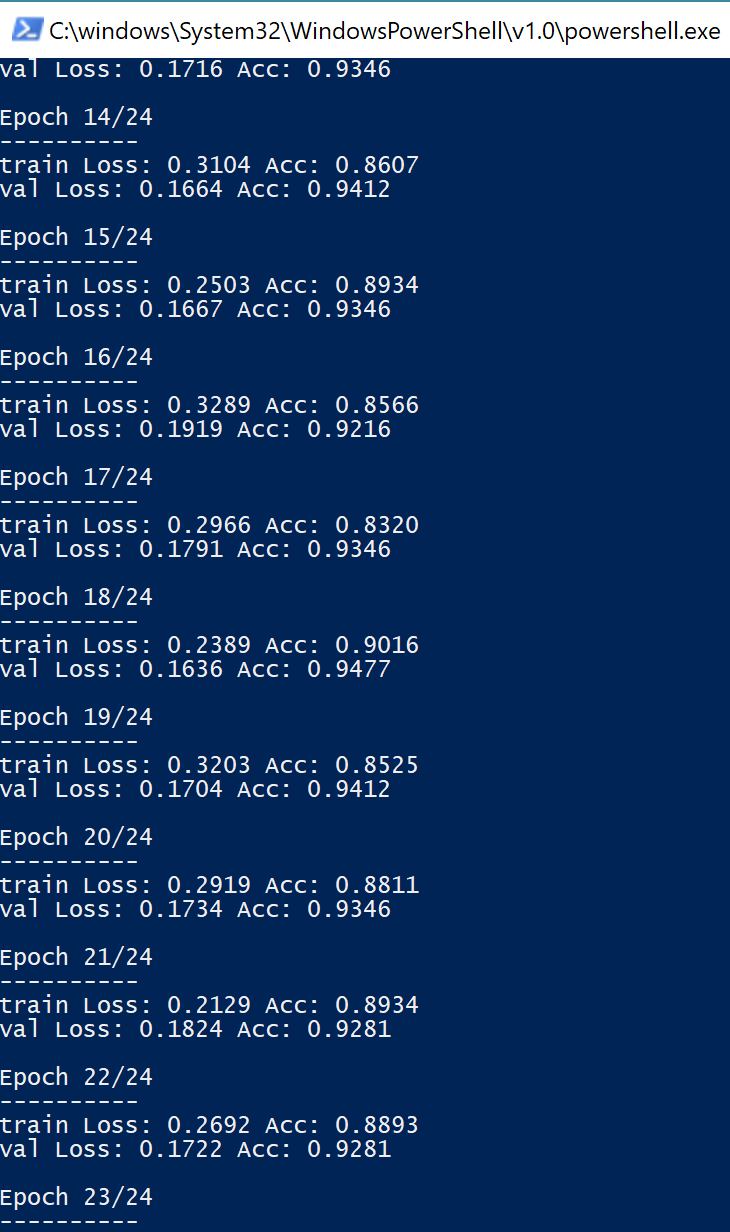 C:\windows\System32\WindowsPowerShell\v1.0\powershell.exe
val Loss: 0.1716 Acc: 0.9346
Epoch 14/24
----------
train Loss: 0.3104 Acc: 0.8607
val Loss: 0.1664 Acc: 0.9412
Epoch 15/24
----------
train Loss: 0.2503 Acc: 0.8934
val Loss: 0.1667 Acc: 0.9346
Epoch 16/24
----------
train Loss: 0.3289 Acc: 0.8566
val Loss: 0.1919 Acc: 0.9216
Epoch 17/24
----------
train Loss: 0.2966 Acc: 0.8320
val Loss: 0.1791 Acc: 0.9346
Epoch 18/24
----------
train Loss: 0.2389 Acc: 0.9016
val Loss: 0.1636 Acc: 0.9477
Epoch 19/24
----------
train Loss: 0.3203 Acc: 0.8525
val Loss: 0.1704 Acc: 0.9412
Epoch 20/24
----------
train Loss: 0.2919 Acc: 0.8811
val Loss: 0.1734 Acc: 0.9346
Epoch 21/24
----------
train Loss: 0.2129 Acc: 0.8934
val Loss: 0.1824 Acc: 0.9281
Epoch 22/24
----------
train Loss: 0.2692 Acc: 0.8893
val Loss: 0.1722 Acc: 0.9281
Epoch 23/24
----------